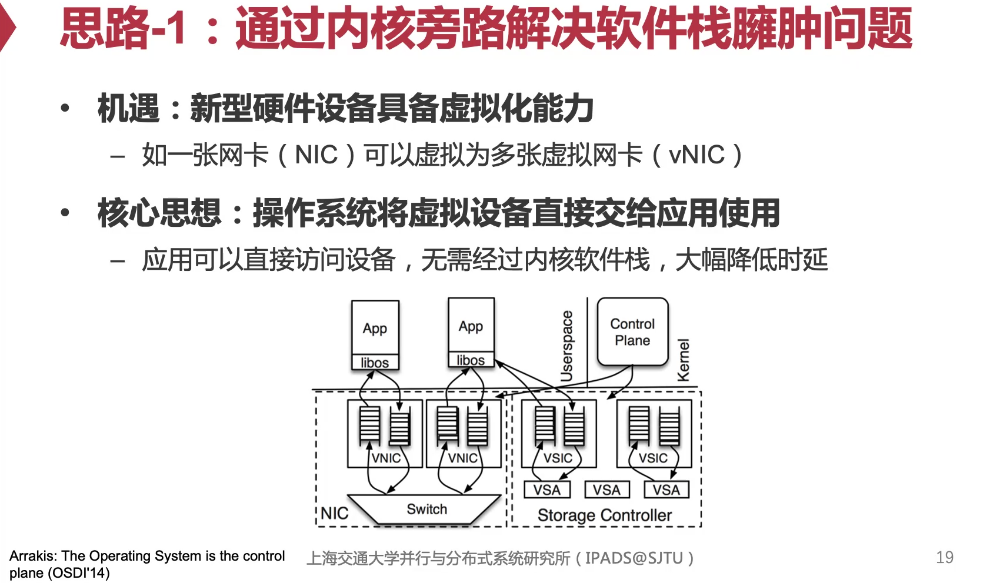 思路-1：通过内核旁路解决软件栈臃肿问题
• 机遇：新型硬件设备具备虚拟化能力
– 如一张网卡（NIC）可以虚拟为多张虚拟网卡（vNIC）
• 核心思想：操作系统将虚拟设备直接交给应用使用
– 应用可以直接访问设备，无需经过内核软件栈，大幅降低时延
App
libos
App
libos
Userspace
Control
Plane
Kernel
VNIC
VNIC
VSIC
VSIC
VSA
VSA
VSA
NIC
Switch
Storage Controller
Arrakis: The Operating System is the control
plane (OSDI'14)
上海交通大学并行与分布式系统研究所（IPADS@SJTU）
19